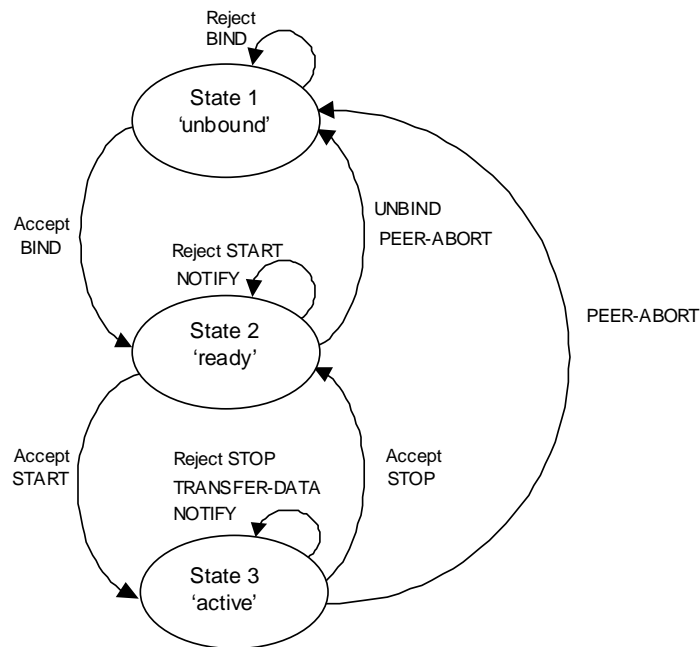 Reject
BIND
State 1
‘unbound’
Accept
BIND
UNBIND
PEER-ABORT
Reject START
NOTIFY
PEER-ABORT
State 2
‘ready’
Accept
START
Reject STOP
TRANSFER-DATA
NOTIFY
Accept
STOP
State 3
‘active’